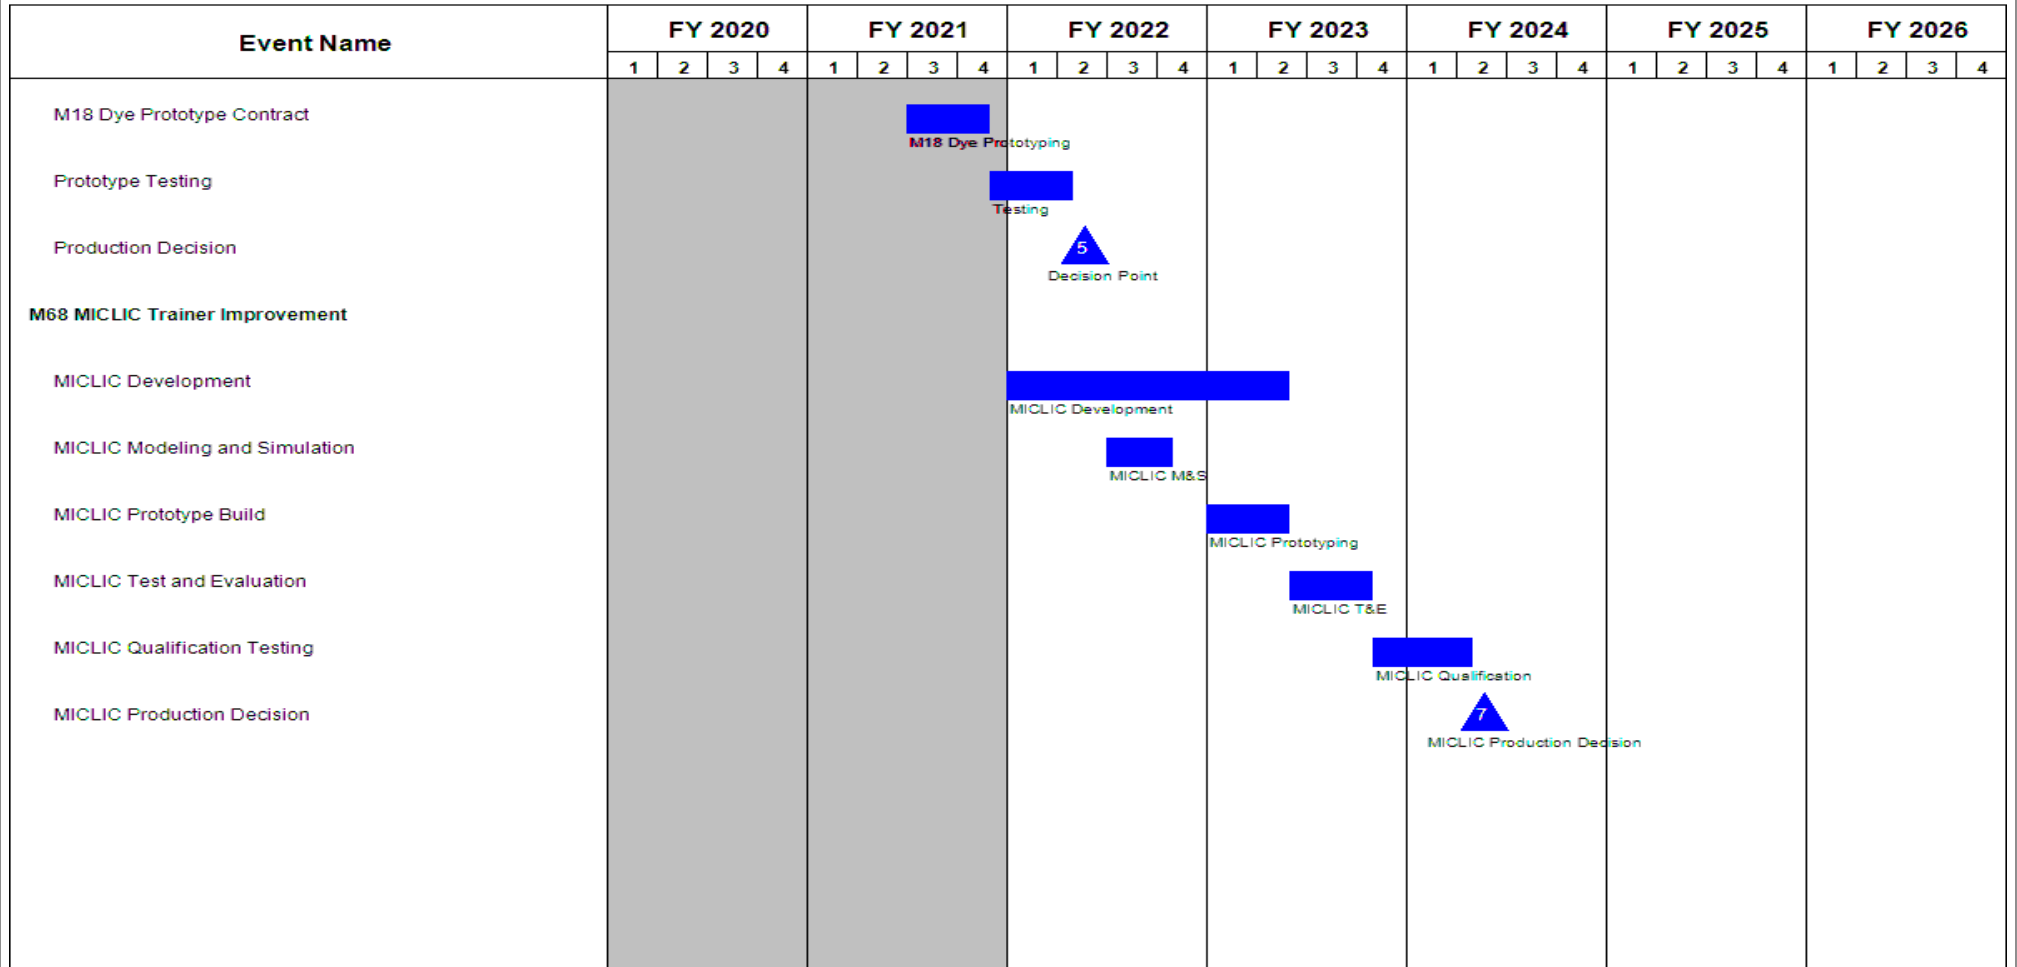 Event Name
FY 2020 FY 2021 FY 2022 FY 2023 FY 2024 FY 2025 FY 2026
1 2 3 4 1 2 3 4 1 2 3 4 1 2 3 4 1 2 3 4 1 2 3 4 1 2 3 4
M18 Dye Prototype Contract
M18 Dye Prototyping
Prototype Testing
Testing
Production Decision
5
Decision Point
M68 MICLIC Trainer Improvement
MICLIC Development
MICLIC Development
MICLIC Modeling and Simulation
MICLIC M&S
MICLIC Prototype Build
MICLIC Prototyping
MICLIC Test and Evaluation
MICLIC T&E
MICLIC Qualification Testing
MICLIC Qualification
MICLIC Production Decision
7
MICLIC Production Decision